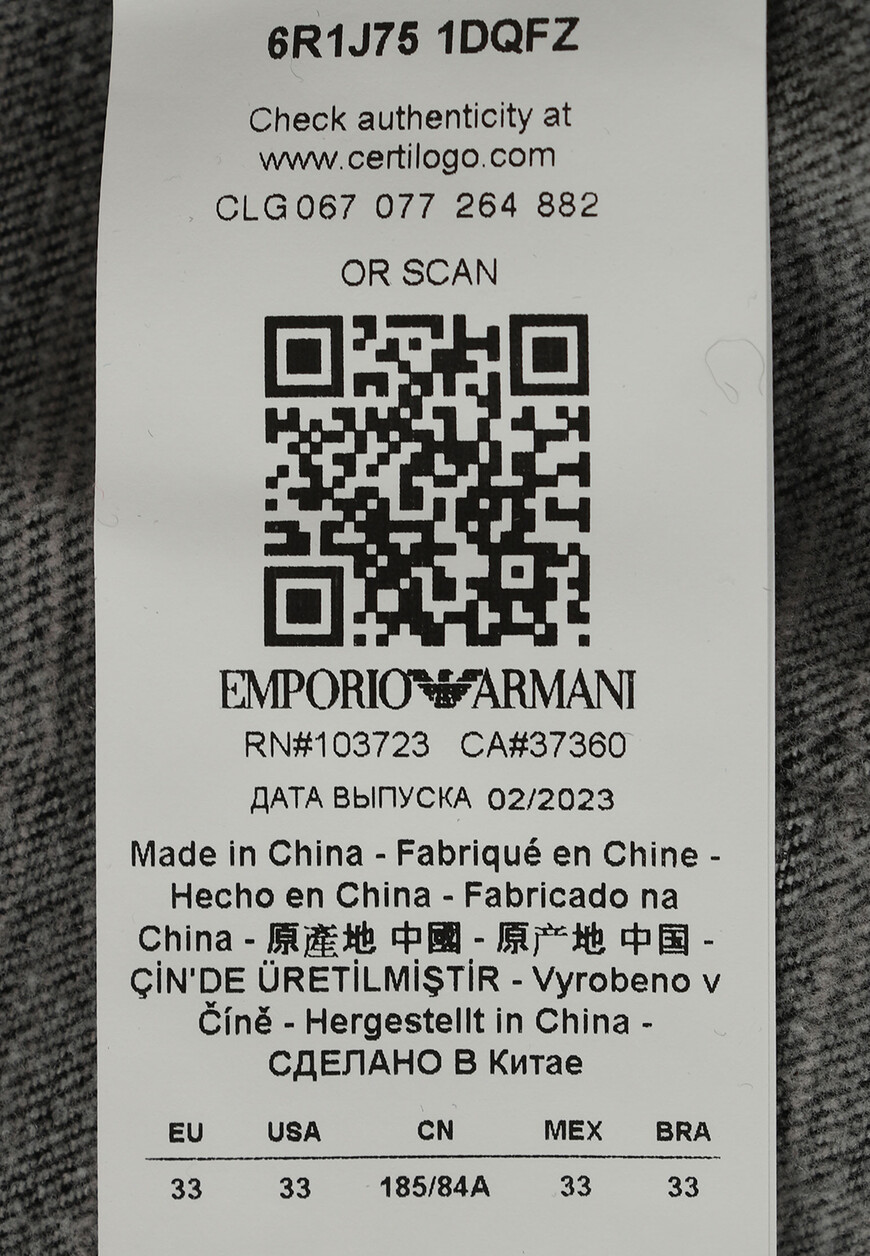 6R1J75 1DQFZ
Check authenticity at
www.certilogo.com
CLG067 077 264 882
OR SCAN
EMPORIO ARMANI
RN#103723 CA#37360
ДАТА ВЫПУСКА 02/2023
Made in China - Fabriqué en Chine -
Hecho en China - Fabricado na
China - 原產地 中國 - 原产地 中国 -
ÇİN'DE ÜRETİLMİŞTİR - Vyrobeno v
Číně - Hergestellt in China -
СДЕЛАНО В Китае
EU USA CN MEX BRA
33 33 185/84A 33 33